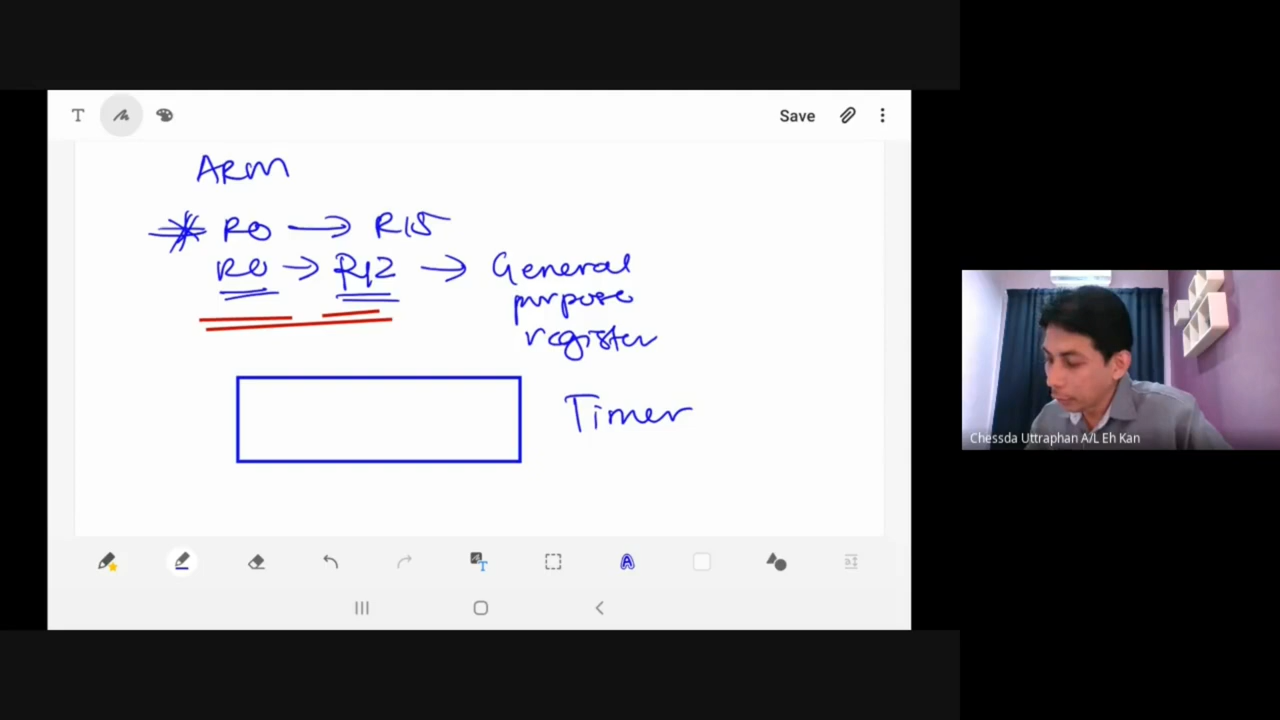 T
Save
ARM
R0 → R15
R0 → R12 → General
purpose
register
Timer
Chessda Uttraphan A/L Eh Kan